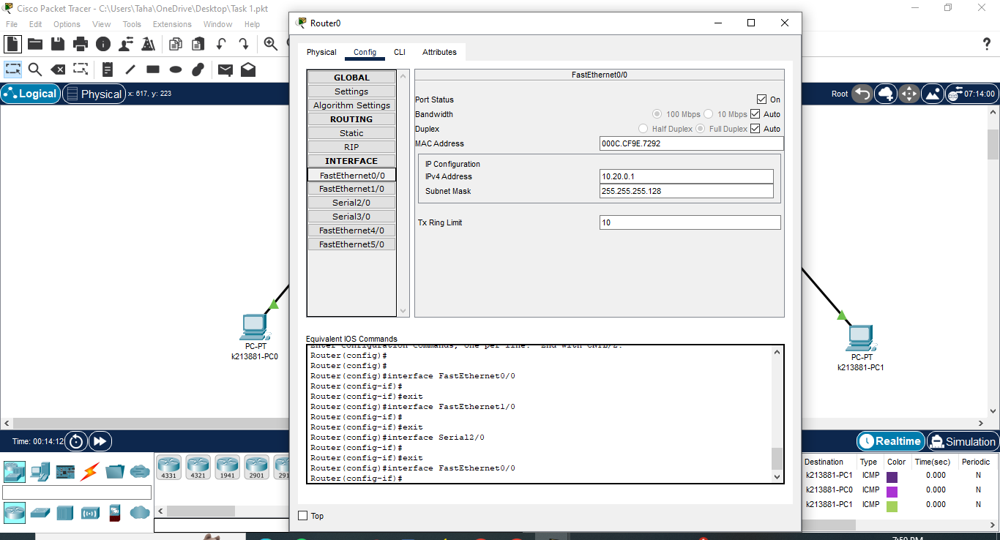 Cisco Packet Tracer - C:\Users\Taha\OneDrive\Desktop\Task 1.pkt
File Edit Options View Tools Extensions Window Help
Logical Physical x: 617, y: 223
Root 07:14:00
Router0
Physical Config CLI Attributes
GLOBAL
Settings
Algorithm Settings
ROUTING
Static
RIP
INTERFACE
FastEthernet0/0
FastEthernet1/0
Serial2/0
Serial3/0
FastEthernet4/0
FastEthernet5/0
FastEthernet0/0
Port Status On
Bandwidth 100 Mbps 10 Mbps Auto
Duplex Half Duplex Full Duplex Auto
MAC Address 000C.CF9E.7292
IP Configuration
IPv4 Address 10.20.0.1
Subnet Mask 255.255.255.128
Tx Ring Limit 10
Equivalent IOS Commands
Enter configuration commands, one per line. End with CNTL/Z.
Router(config)#
Router(config)#
Router(config)#interface FastEthernet0/0
Router(config-if)#
Router(config-if)#exit
Router(config)#interface FastEthernet1/0
Router(config-if)#
Router(config-if)#exit
Router(config)#interface Serial2/0
Router(config-if)#
Router(config-if)#exit
Router(config)#interface FastEthernet0/0
Router(config-if)#
Top
PC-PT
k213881-PC0
PC-PT
k213881-PC1
Time: 00:14:12
Realtime Simulation
4331 4321 1941 2901 291
Destination Type Color Time(sec) Periodic
k213881-PC1 ICMP 0.000 N
k213881-PC0 ICMP 0.000 N
k213881-PC1 ICMP 0.000 N
7:50 PM